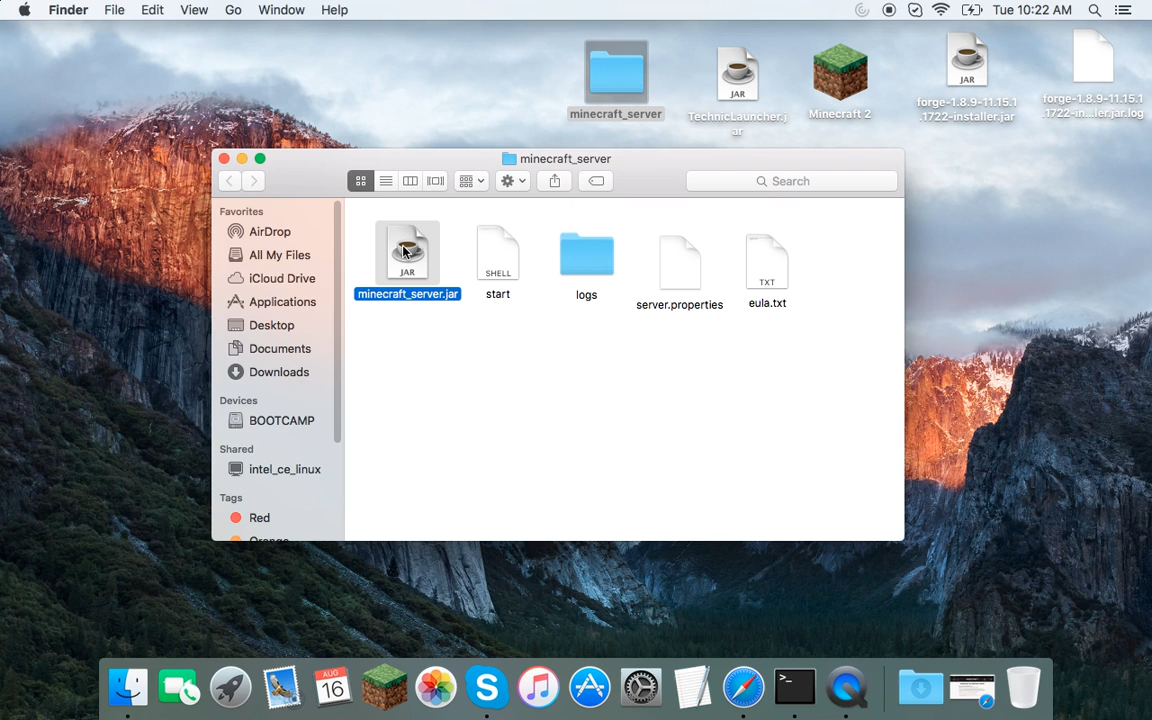 Finder File Edit View Go Window Help
Tue 10:22 AM
minecraft_server
JAR
TechnicLauncher.j
ar
Minecraft 2
JAR
forge-1.8.9-11.15.1
.1722-installer.jar
forge-1.8.9-11.15.1
.1722-in...ler.jar.log
minecraft_server
Search
Favorites
AirDrop
All My Files
iCloud Drive
Applications
Desktop
Documents
Downloads
Devices
BOOTCAMP
Shared
intel_ce_linux
Tags
Red
Orange
JAR
minecraft_server.jar
SHELL
start
logs
server.properties
TXT
eula.txt
AUG
16